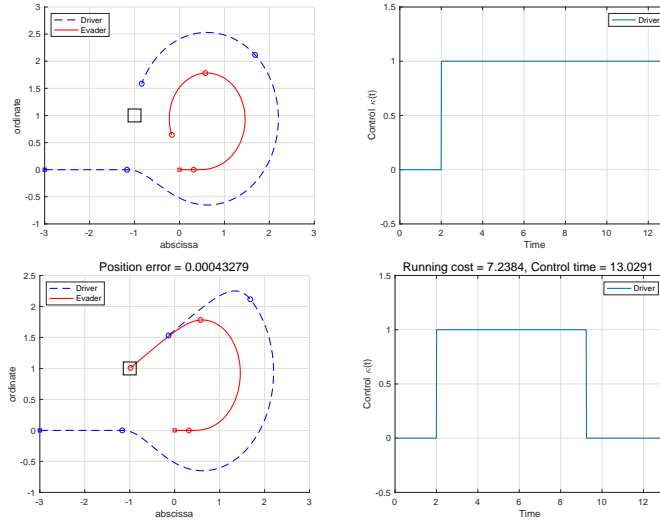 Driver
Evader
3
2.5
2
1.5
1
0.5
0
-0.5
-1
-3 -2 -1 0 1 2 3
ordinate
abscissa
Driver
1.5
1
0.5
0
-0.5
0 2 4 6 8 10 12
Control κ(t)
Time
Position error = 0.00043279
Driver
Evader
2.5
2
1.5
1
0.5
0
-0.5
-1
-3 -2 -1 0 1 2 3
ordinate
abscissa
Running cost = 7.2384, Control time = 13.0291
Driver
1.5
1
0.5
0
-0.5
0 2 4 6 8 10 12
Control κ(t)
Time